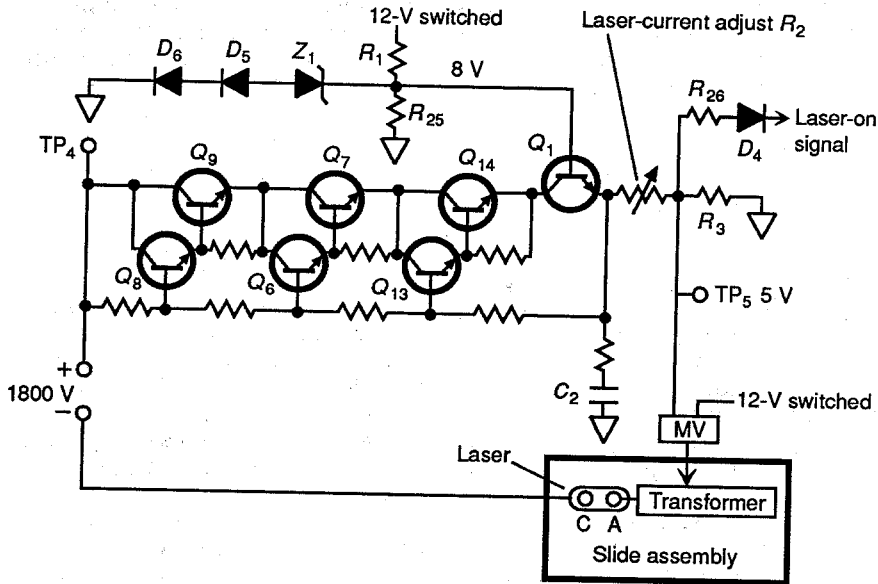 12-V switched
Laser-current adjust R2
D6
D5
Z1
R1
8 V
R25
R26
Laser-on
signal
D4
TP4
Q9
Q7
Q14
Q1
R3
Q8
Q6
Q13
TP5 5 V
+
1800 V
−
C2
12-V switched
MV
Laser
Transformer
C A
Slide assembly